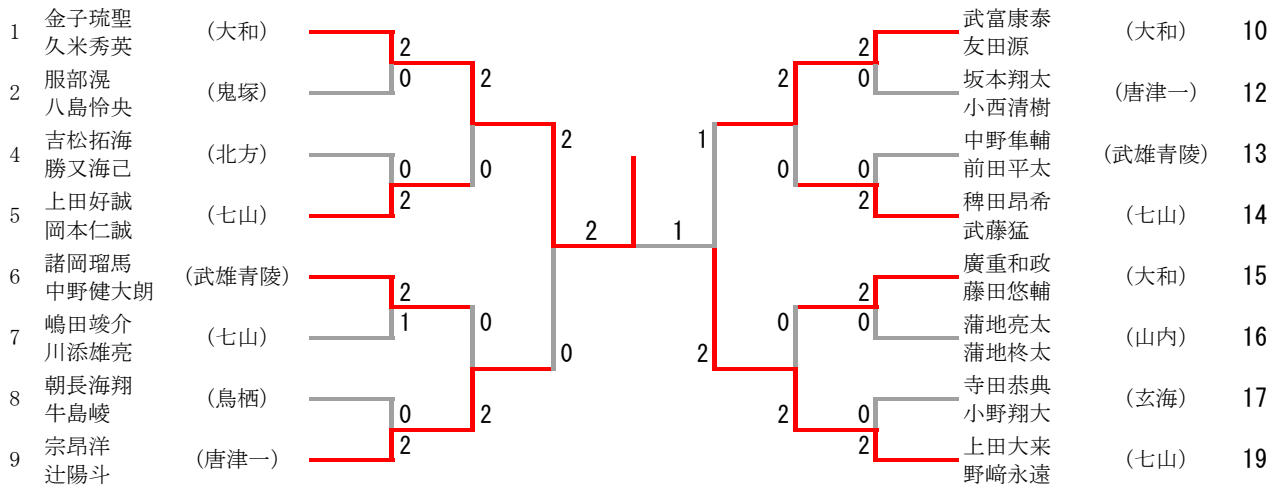 1 金子琉聖 (大和)
久米秀英
2 服部滉 (鬼塚)
八島怜央
4 吉松拓海 (北方)
勝又海己
5 上田好誠 (七山)
岡本仁誠
6 諸岡瑠馬 (武雄青陵)
中野健大朗
7 嶋田竣介 (七山)
川添雄亮
8 朝長海翔 (鳥栖)
牛島崚
9 宗昂洋 (唐津一)
辻陽斗
2
0
0
2
2
1
0
2
2
0
0
2
2
0
2
1
1
2
2
0
0
2
2
0
0
2
2
0
0
2
武富康泰 (大和) 10
友田源
坂本翔太 (唐津一) 12
小西清樹
中野隼輔 (武雄青陵) 13
前田平太
稗田昂希 (七山) 14
武藤猛
廣重和政 (大和) 15
藤田悠輔
蒲地亮太 (山内) 16
蒲地柊太
寺田恭典 (玄海) 17
小野翔大
上田大来 (七山) 19
野﨑永遠